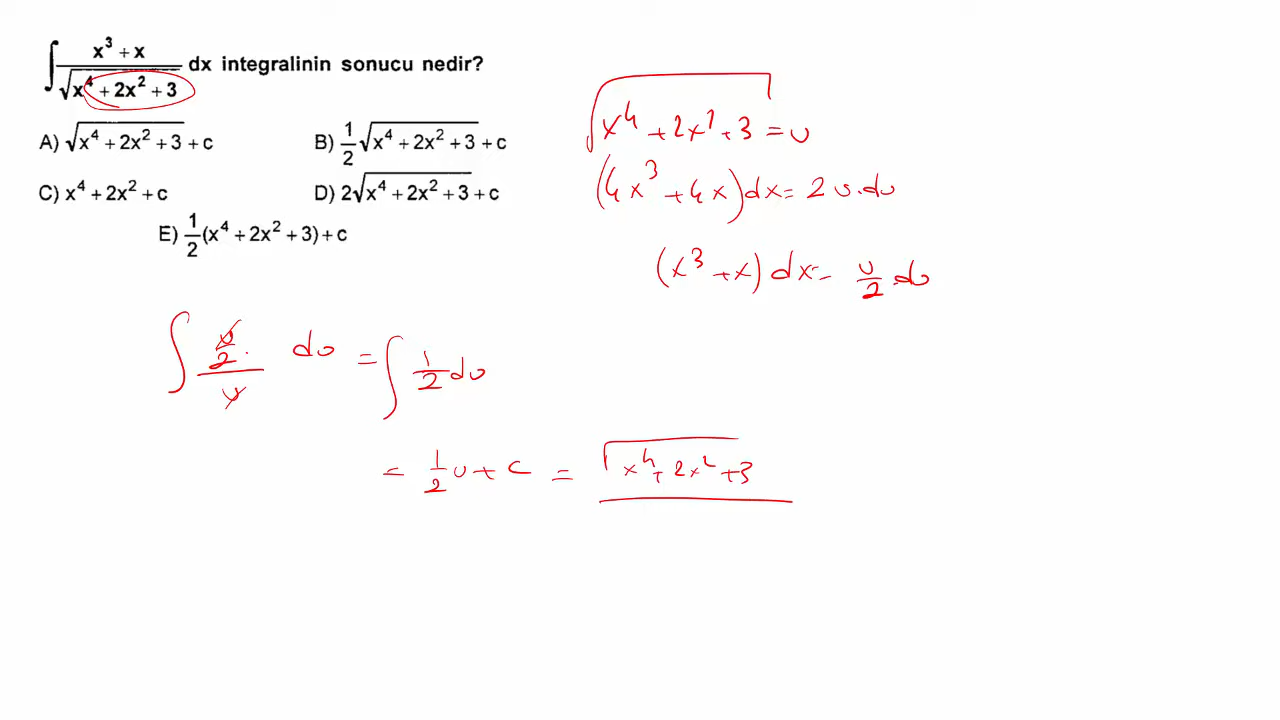 ∫ (x³ + x) / √(x⁴ + 2x² + 3) dx integralinin sonucu nedir?
A) √(x⁴ + 2x² + 3) + c
B) 1/2 √(x⁴ + 2x² + 3) + c
C) x⁴ + 2x² + c
D) 2√(x⁴ + 2x² + 3) + c
E) 1/2 (x⁴ + 2x² + 3) + c
√(x⁴ + 2x² + 3) = u
(4x³ + 4x) dx = 2u.du
(x³ + x) dx = u/2 .du
∫ (u/2) / u . du = ∫ 1/2 du
= 1/2 u + c = √(x⁴ + 2x² + 3)